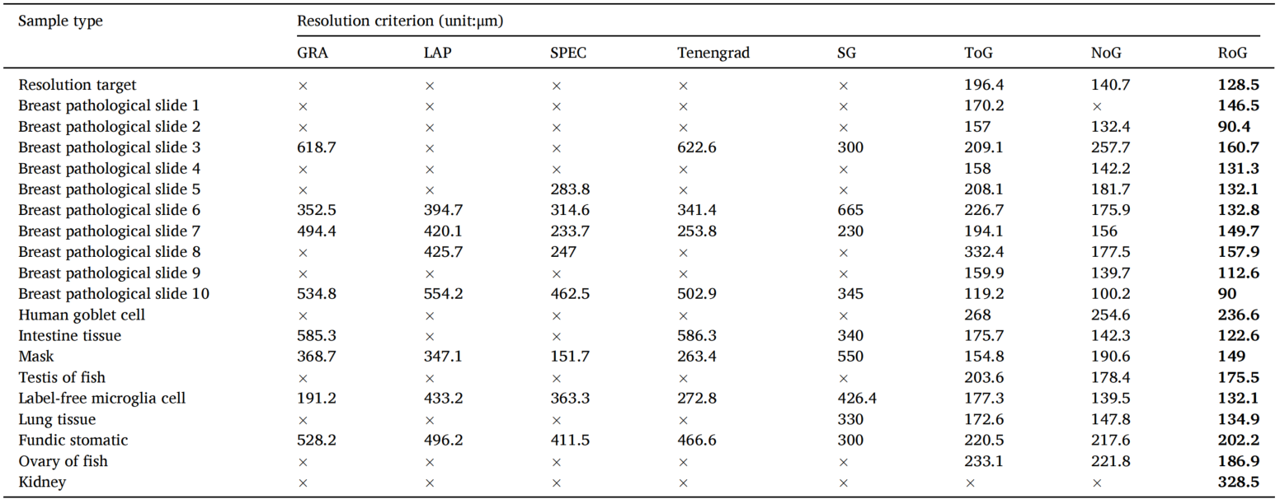 Sample type Resolution criterion (unit:μm)
GRA LAP SPEC Tenengrad SG ToG NoG RoG
Resolution target × × × × × 196.4 140.7 128.5
Breast pathological slide 1 × × × × × 170.2 × 146.5
Breast pathological slide 2 × × × × × 157 132.4 90.4
Breast pathological slide 3 618.7 × × 622.6 300 209.1 257.7 160.7
Breast pathological slide 4 × × × × × 158 142.2 131.3
Breast pathological slide 5 × × 283.8 × × 208.1 181.7 132.1
Breast pathological slide 6 352.5 394.7 314.6 341.4 665 226.7 175.9 132.8
Breast pathological slide 7 494.4 420.1 233.7 253.8 230 194.1 156 149.7
Breast pathological slide 8 × 425.7 247 × × 332.4 177.5 157.9
Breast pathological slide 9 × × × × × 159.9 139.7 112.6
Breast pathological slide 10 534.8 554.2 462.5 502.9 345 119.2 100.2 90
Human goblet cell × × × × × 268 254.6 236.6
Intestine tissue 585.3 × × 586.3 340 175.7 142.3 122.6
Mask 368.7 347.1 151.7 263.4 550 154.8 190.6 149
Testis of fish × × × × × 203.6 178.4 175.5
Label-free microglia cell 191.2 433.2 363.3 272.8 426.4 177.3 139.5 132.1
Lung tissue × × × × 330 172.6 147.8 134.9
Fundic stomatic 528.2 496.2 411.5 466.6 300 220.5 217.6 202.2
Ovary of fish × × × × × 233.1 221.8 186.9
Kidney × × × × × × × 328.5